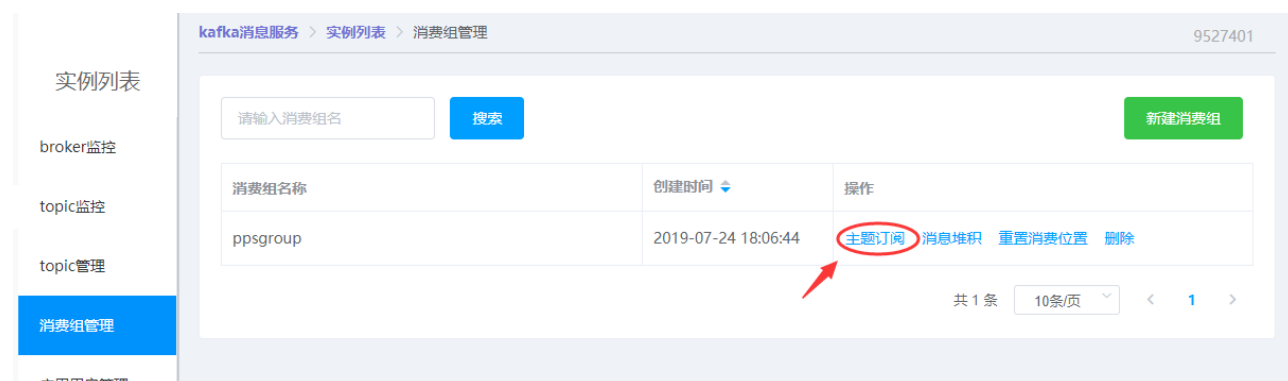 kafka消息服务 > 实例列表 > 消费组管理
9527401
实例列表
broker监控
topic监控
topic管理
消费组管理
请输入消费组名 搜索 新建消费组
消费组名称 创建时间 操作
ppsgroup 2019-07-24 18:06:44 主题订阅 消息堆积 重置消费位置 删除
共 1 条 10条/页 < 1 >